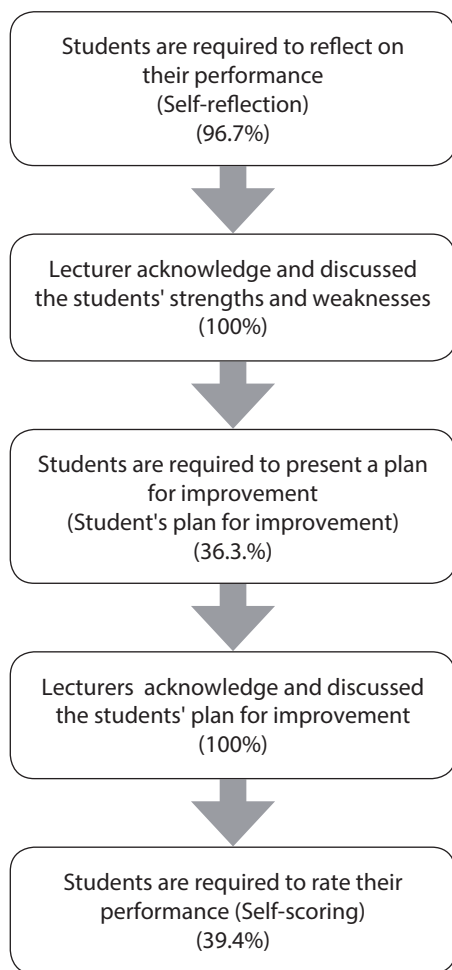 Students are required to reflect on
their performance
(Self-reflection)
(96.7%)
Lecturer acknowledge and discussed
the students' strengths and weaknesses
(100%)
Students are required to present a plan
for improvement
(Student's plan for improvement)
(36.3.%)
Lecturers acknowledge and discussed
the students' plan for improvement
(100%)
Students are required to rate their
performance (Self-scoring)
(39.4%)